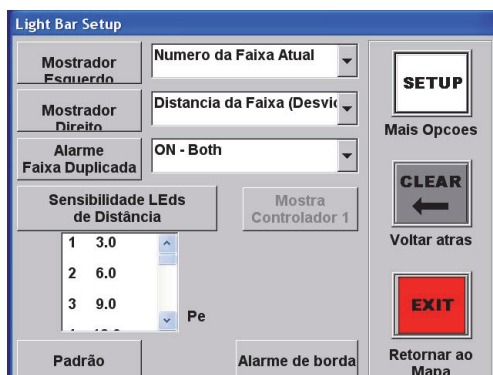 Light Bar Setup
Mostrador
Esquerdo
Numero da Faixa Atual
Mostrador
Direito
Distancia da Faixa (Desvi
Alarme
Faixa Duplicada
ON - Both
Sensibilidade LEds
de Distância
Mostra
Controlador 1
1 3.0
2 6.0
3 9.0
Pe
Padrão
Alarme de borda
SETUP
Mais Opcoes
CLEAR
Voltar atras
EXIT
Retornar ao
Mapa